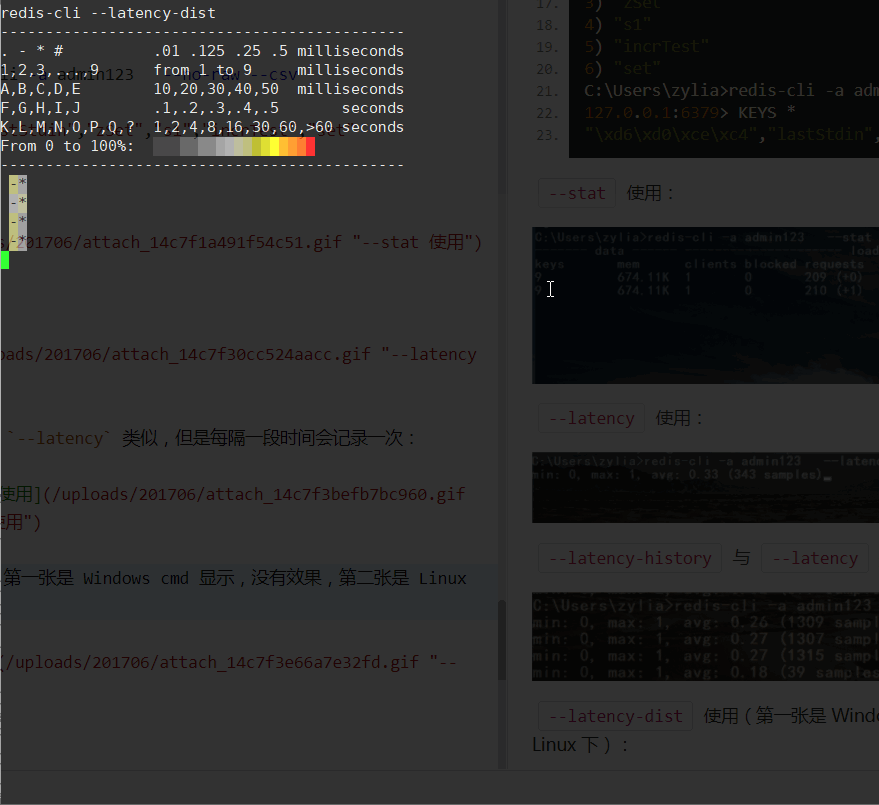 redis-cli --latency-dist
---------------------------------------------
. - * #          .01 .125 .25 .5 milliseconds
1,2,3,...,9      from 1 to 9     milliseconds
A,B,C,D,E        10,20,30,40,50  milliseconds
F,G,H,I,J        .1,.2,.3,.4,.5       seconds
K,L,M,N,O,P,Q,?  1,2,4,8,16,30,60,>60 seconds
From 0 to 100%:
---------------------------------------------
-*
-*
-*
-*
s/201706/attach_14c7f1a491f54c51.gif "--stat 使用")
oads/201706/attach_14c7f30cc524aacc.gif "--latency
`--latency` 类似，但是每隔一段时间会记录一次：
使用](/uploads/201706/attach_14c7f3befb7bc960.gif
使用")
第一张是 Windows cmd 显示，没有效果，第二张是 Linux
(/uploads/201706/attach_14c7f3e66a7e32fd.gif "--
17. 3) "zSet"
18. 4) "s1"
19. 5) "incrTest"
20. 6) "set"
21. C:\Users\zylia>redis-cli -a adm
22. 127.0.0.1:6379> KEYS *
23. "\xd6\xd0\xce\xc4","lastStdin",
--stat 使用：
C:\Users\zylia>redis-cli -a admin123 --stat
------- data ------ --------------------- load
keys mem clients blocked requests
9 674.11K 1 0 209 (+0)
9 674.11K 1 0 210 (+1)
--latency 使用：
C:\Users\zylia>redis-cli -a admin123 --laten
min: 0, max: 1, avg: 0.33 (343 samples)
--latency-history 与 --latency
C:\Users\zylia>redis-cli -a admin123
min: 0, max: 1, avg: 0.26 (1309 sampl
min: 0, max: 1, avg: 0.27 (1307 sampl
min: 0, max: 1, avg: 0.27 (1315 sampl
min: 0, max: 1, avg: 0.18 (39 samples
--latency-dist 使用（第一张是 Windo
Linux 下）：